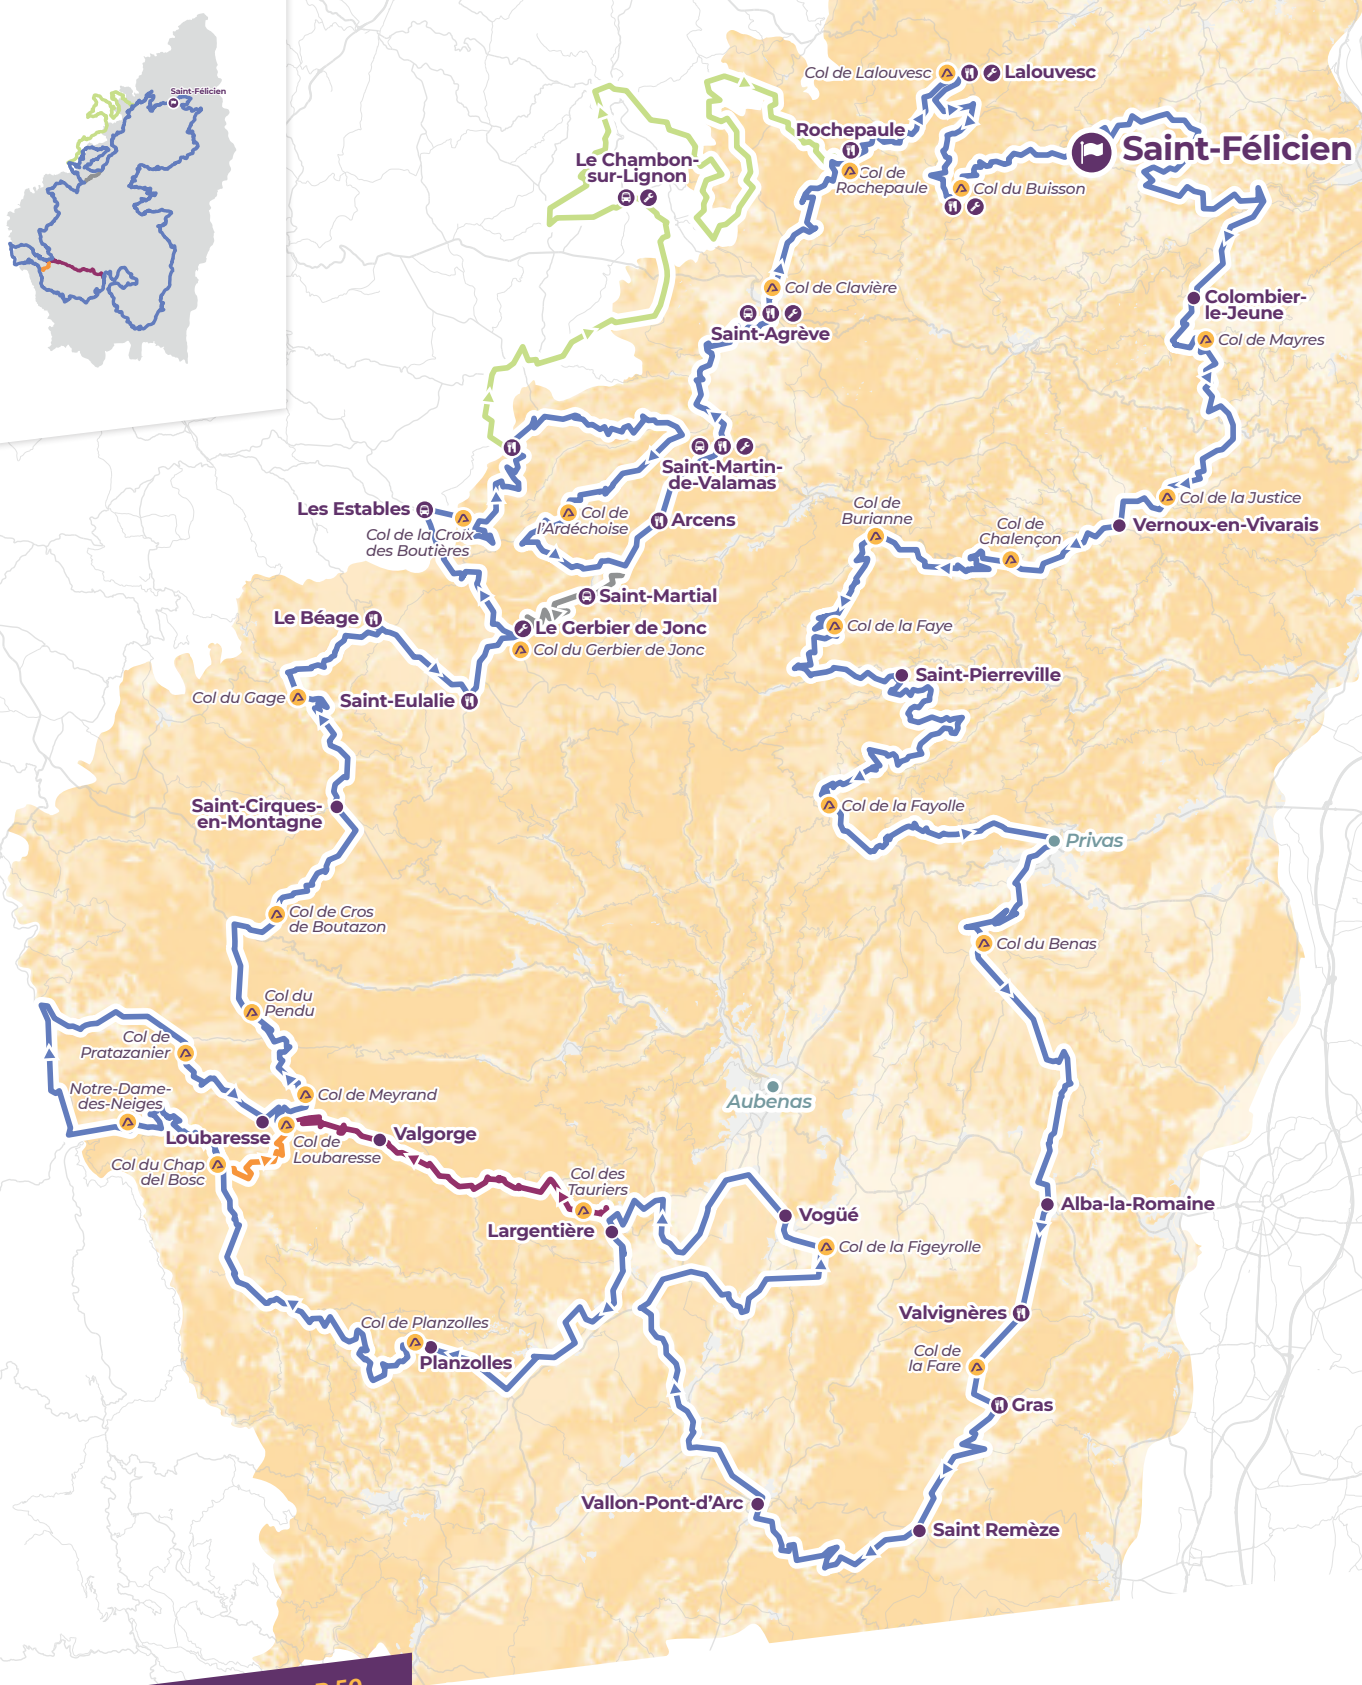 Saint-Félicien
Col de Lalouvesc
Lalouvesc
Rochepaule
Saint-Félicien
Le Chambon-
sur-Lignon
Col de
Rochepaule
Col du Buisson
Col de Clavière
Saint-Agrève
Colombier-
le-Jeune
Col de Mayres
Saint-Martin-
de-Valamas
Les Estables
Col de la Croix
des Boutières
Col de
l'Ardéchoise
Arcens
Col de
Burianne
Col de
Chalençon
Col de la Justice
Vernoux-en-Vivarais
Saint-Martial
Le Béage
Le Gerbier de Jonc
Col du Gerbier de Jonc
Col de la Faye
Col du Gage
Saint-Eulalie
Saint-Pierreville
Saint-Cirques-
en-Montagne
Col de la Fayolle
Privas
Col de Cros
de Boutazon
Col du Benas
Col du
Pendu
Col de
Pratazanier
Notre-Dame-
des-Neiges
Col de Meyrand
Aubenas
Loubaresse
Col de
Loubaresse
Valgorge
Col du Chap
del Bosc
Col des
Tauriers
Largentière
Vogüé
Alba-la-Romaine
Col de la Figeyrolle
Col de Planzolles
Planzolles
Valvignères
Col de
la Fare
Gras
Vallon-Pont-d’Arc
Saint Remèze